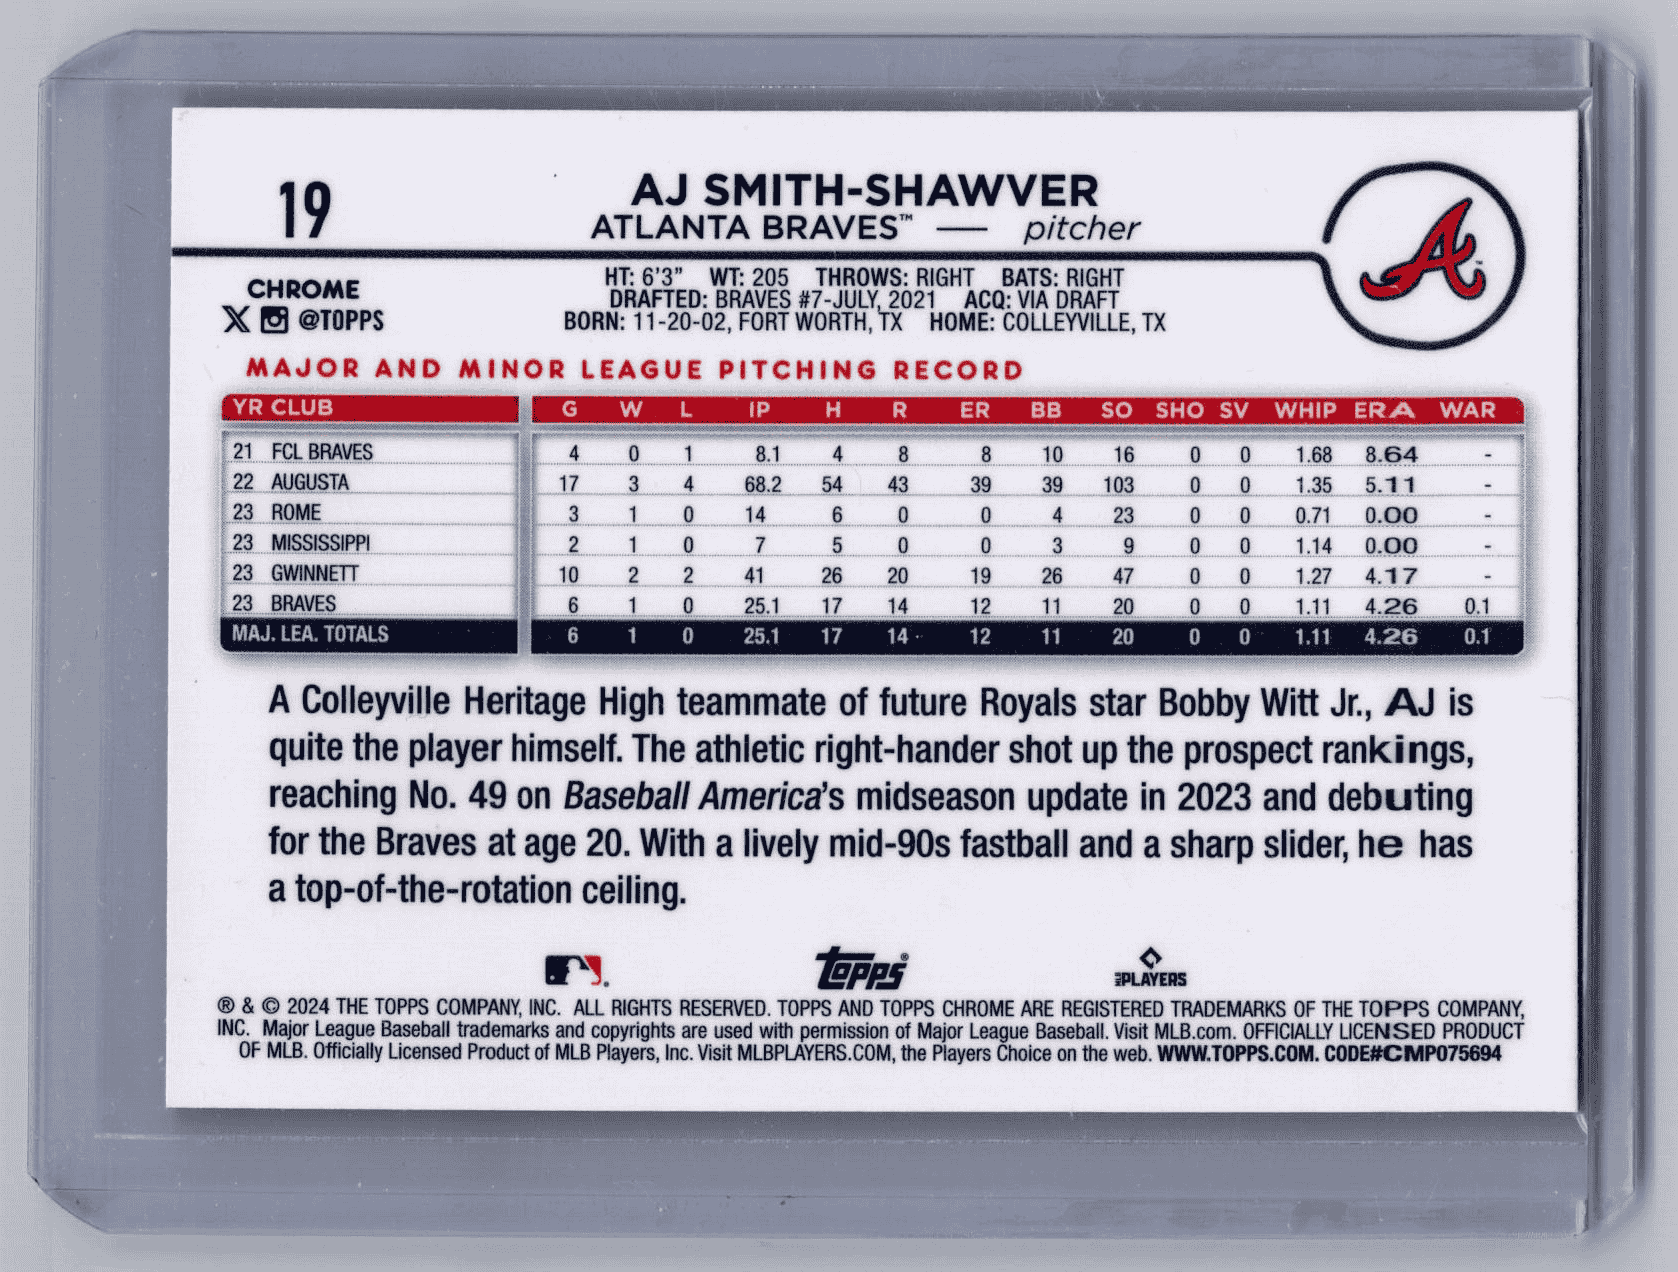 19
AJ SMITH-SHAWVER
ATLANTA BRAVES™ — pitcher
A
CHROME
X @TOPPS
HT: 6'3" WT: 205 THROWS: RIGHT BATS: RIGHT
DRAFTED: BRAVES #7-JULY, 2021 ACQ: VIA DRAFT
BORN: 11-20-02, FORT WORTH, TX HOME: COLLEYVILLE, TX
MAJOR AND MINOR LEAGUE PITCHING RECORD
YR CLUB G W L IP H R ER BB SO SHO SV WHIP ERA WAR
21 FCL BRAVES 4 0 1 8.1 4 8 8 10 16 0 0 1.68 8.64 -
22 AUGUSTA 17 3 4 68.2 54 43 39 39 103 0 0 1.35 5.11 -
23 ROME 3 1 0 14 6 0 0 4 23 0 0 0.71 0.00 -
23 MISSISSIPPI 2 1 0 7 5 0 0 3 9 0 0 1.14 0.00 -
23 GWINNETT 10 2 2 41 26 20 19 26 47 0 0 1.27 4.17 -
23 BRAVES 6 1 0 25.1 17 14 12 11 20 0 0 1.11 4.26 0.1
MAJ. LEA. TOTALS 6 1 0 25.1 17 14 12 11 20 0 0 1.11 4.26 0.1
A Colleyville Heritage High teammate of future Royals star Bobby Witt Jr., AJ is
quite the player himself. The athletic right-hander shot up the prospect rankings,
reaching No. 49 on Baseball America's midseason update in 2023 and debuting
for the Braves at age 20. With a lively mid-90s fastball and a sharp slider, he has
a top-of-the-rotation ceiling.
Topps® MLBPLAYERS
® & © 2024 THE TOPPS COMPANY, INC. ALL RIGHTS RESERVED. TOPPS AND TOPPS CHROME ARE REGISTERED TRADEMARKS OF THE TOPPS COMPANY,
INC. Major League Baseball trademarks and copyrights are used with permission of Major League Baseball. Visit MLB.com. OFFICIALLY LICENSED PRODUCT
OF MLB. Officially Licensed Product of MLB Players, Inc. Visit MLBPLAYERS.COM, the Players Choice on the web. WWW.TOPPS.COM. CODE#CMP075694